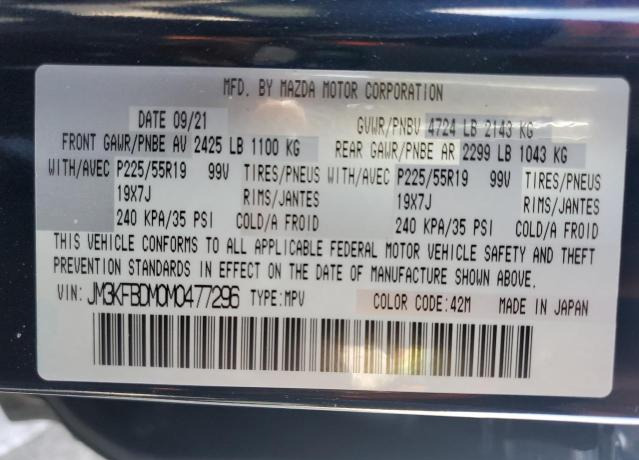 MFD. BY MAZDA MOTOR CORPORATION
DATE 09/21 GVWR/PNBV 4724 LB 2143 KG
FRONT GAWR/PNBE AV 2425 LB 1100 KG REAR GAWR/PNBE AR 2299 LB 1043 KG
WITH/AVEC P225/55R19 99V TIRES/PNEUS WITH/AVEC P225/55R19 99V TIRES/PNEUS
19X7J RIMS/JANTES 19X7J RIMS/JANTES
240 KPA/35 PSI COLD/A FROID 240 KPA/35 PSI COLD/A FROID
THIS VEHICLE CONFORMS TO ALL APPLICABLE FEDERAL MOTOR VEHICLE SAFETY AND THEFT
PREVENTION STANDARDS IN EFFECT ON THE DATE OF MANUFACTURE SHOWN ABOVE.
VIN: JM3KFBDM0M0477296 TYPE:MPV COLOR CODE:42M MADE IN JAPAN